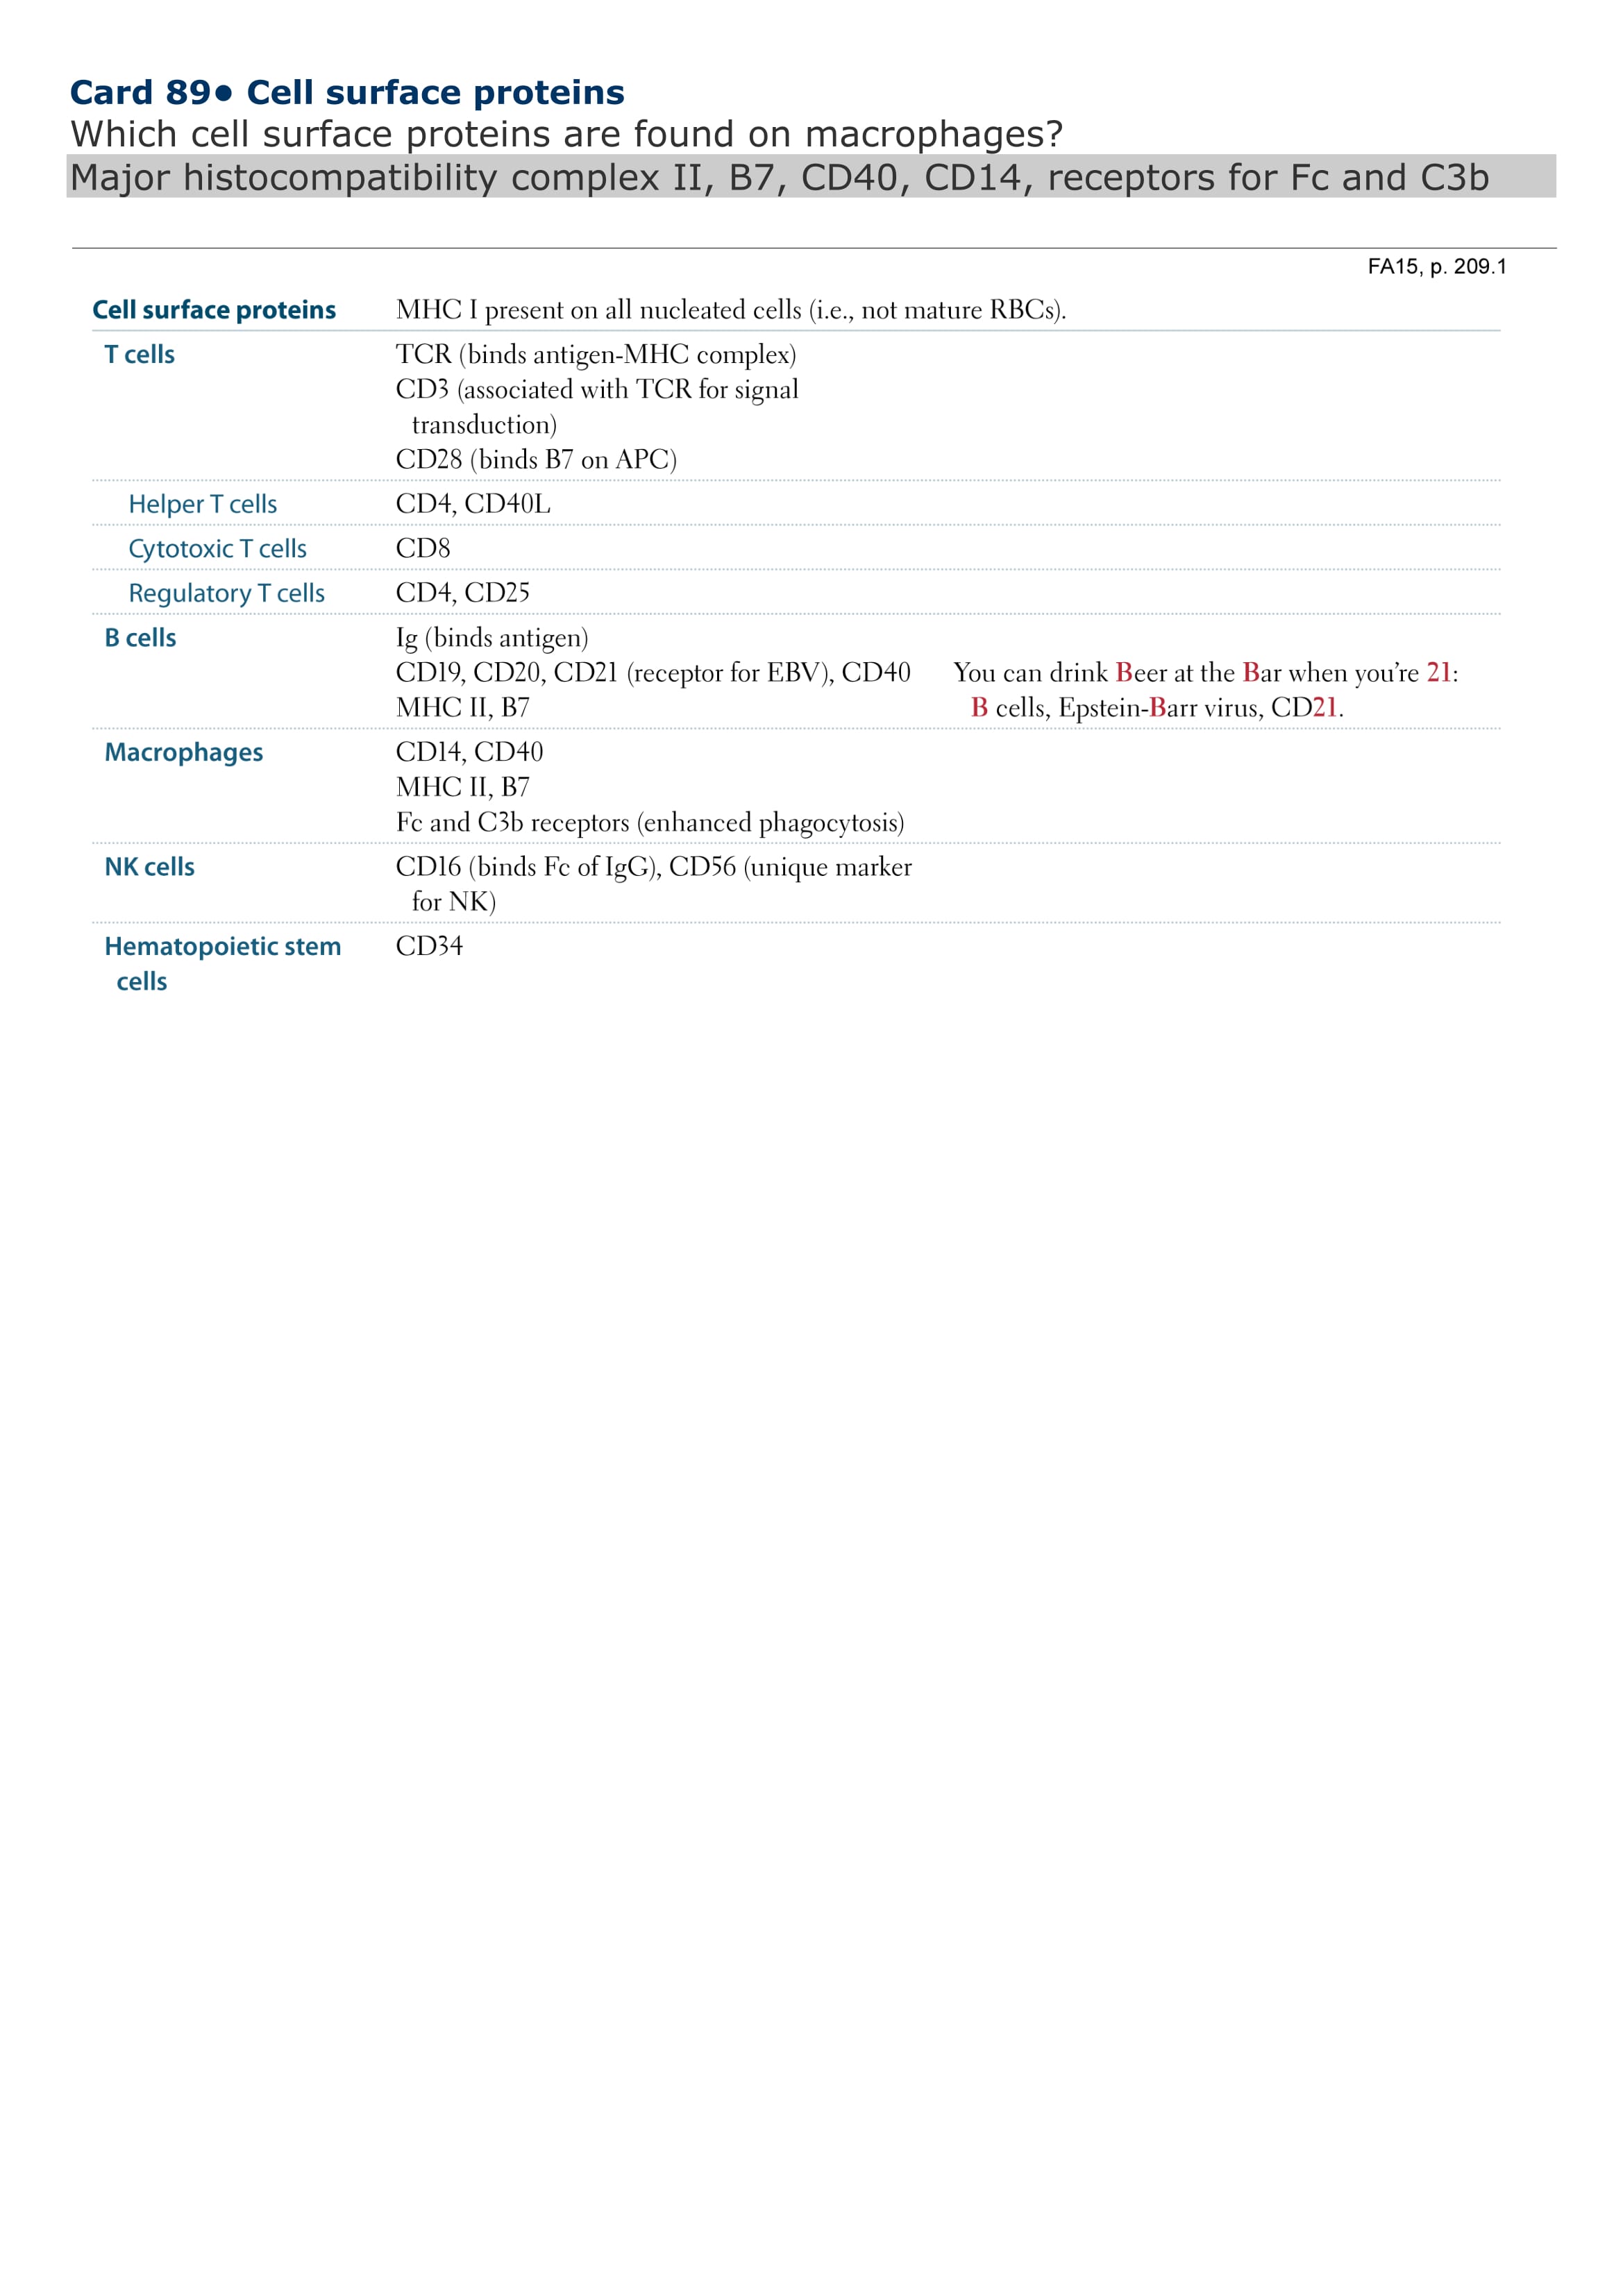 Card 89● Cell surface proteins
Which cell surface proteins are found on macrophages?
Major histocompatibility complex II, B7, CD40, CD14, receptors for Fc and C3b
FA15, p. 209.1
Cell surface proteins MHC I present on all nucleated cells (i.e., not mature RBCs).
T cells TCR (binds antigen-MHC complex)
CD3 (associated with TCR for signal
transduction)
CD28 (binds B7 on APC)
Helper T cells CD4, CD40L
Cytotoxic T cells CD8
Regulatory T cells CD4, CD25
B cells Ig (binds antigen)
CD19, CD20, CD21 (receptor for EBV), CD40 You can drink Beer at the Bar when you’re 21:
MHC II, B7 B cells, Epstein-Barr virus, CD21.
Macrophages CD14, CD40
MHC II, B7
Fc and C3b receptors (enhanced phagocytosis)
NK cells CD16 (binds Fc of IgG), CD56 (unique marker
for NK)
Hematopoietic stem CD34
cells